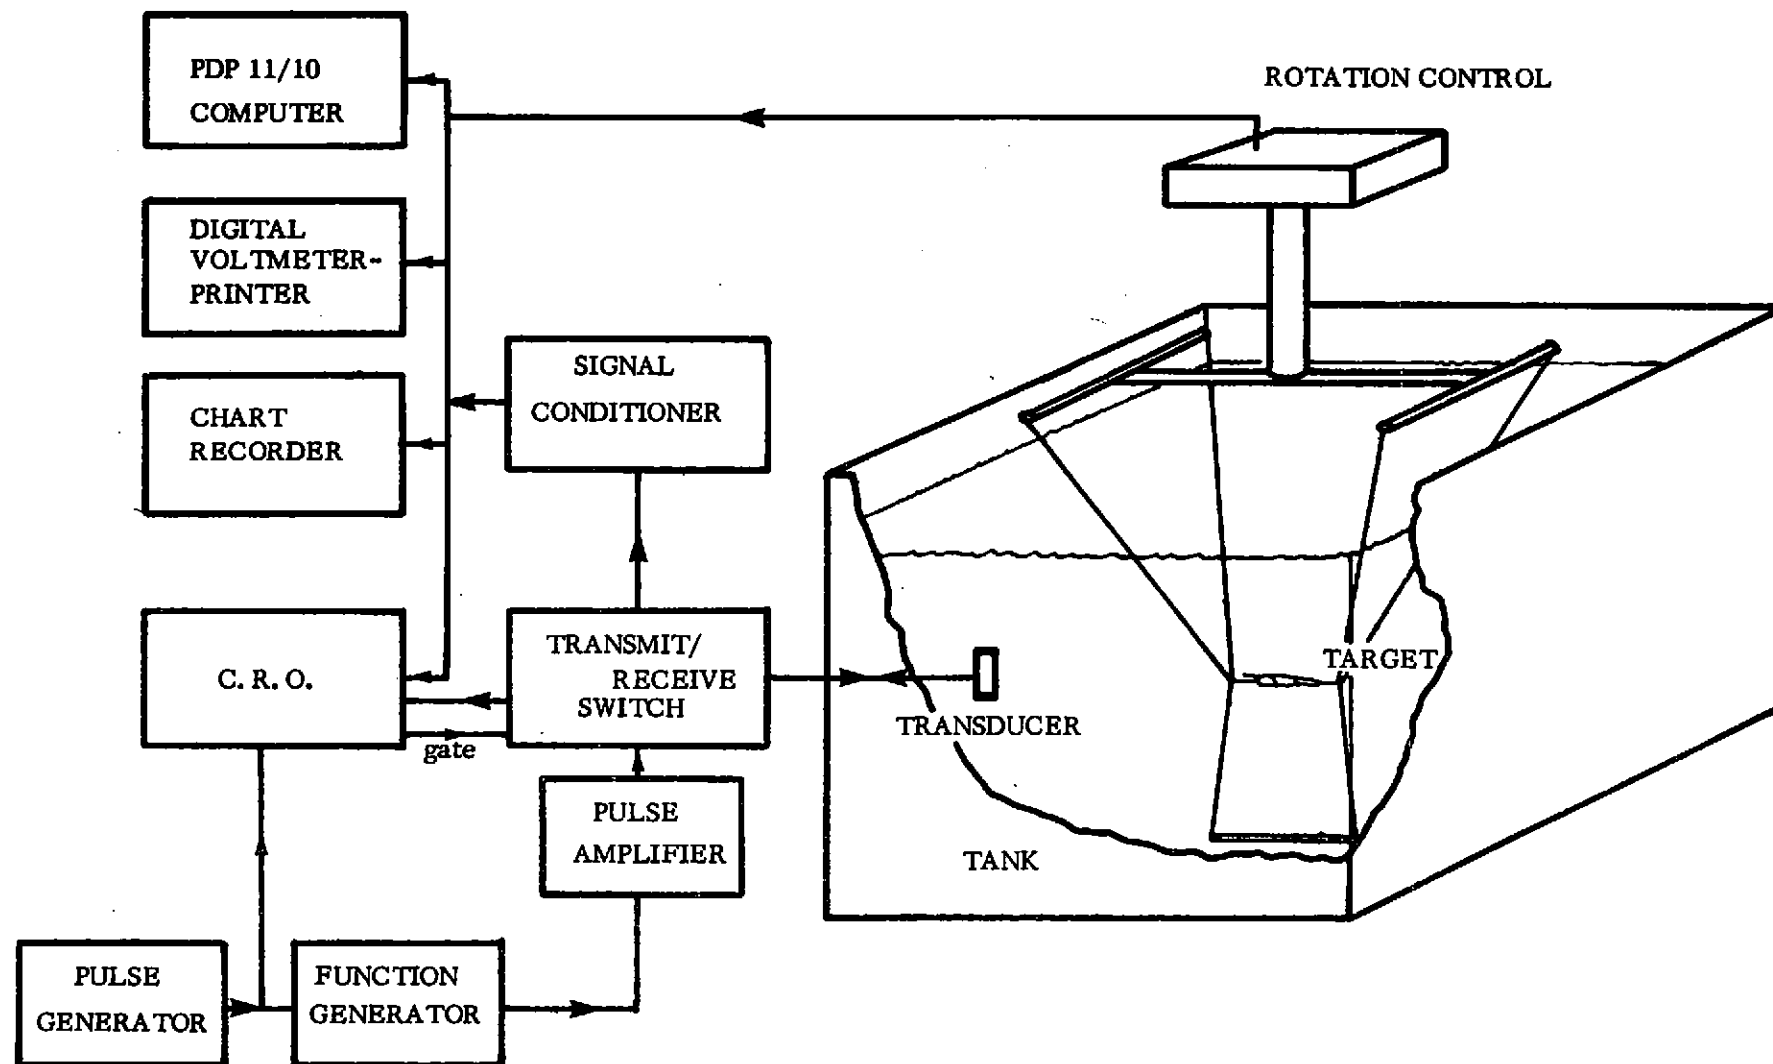 PDP 11/10
COMPUTER
ROTATION CONTROL
DIGITAL
VOLTMETER-
PRINTER
SIGNAL
CONDITIONER
CHART
RECORDER
C. R. O.
TRANSMIT/
RECEIVE
SWITCH
gate
TRANSDUCER
TARGET
PULSE
AMPLIFIER
TANK
PULSE
GENERATOR
FUNCTION
GENERATOR